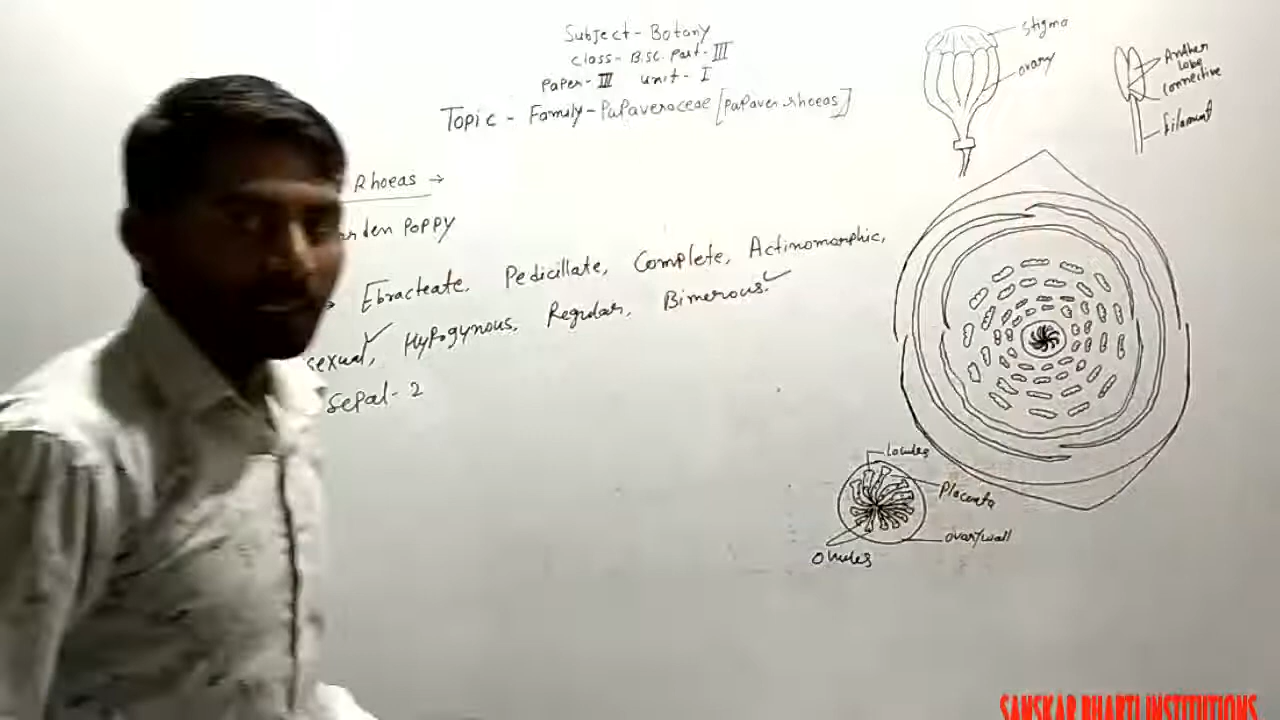 Subject - Botany
Class - B.Sc. Part - III
Paper - III Unit - I
Topic - Family - Papaveraceae [Papaver rhoeas]
Rhoeas →
rden Poppy
→ Ebracteate, Pedicillate, Complete, Actinomorphic,
sexual, Hypogynous, Regular, Bimerous.
Sepal - 2
Stigma
ovary
Anther
lobe
Connective
filament
Locules
Placenta
ovary wall
Ovules
SANSKAR BHARTI INSTITUTIONS